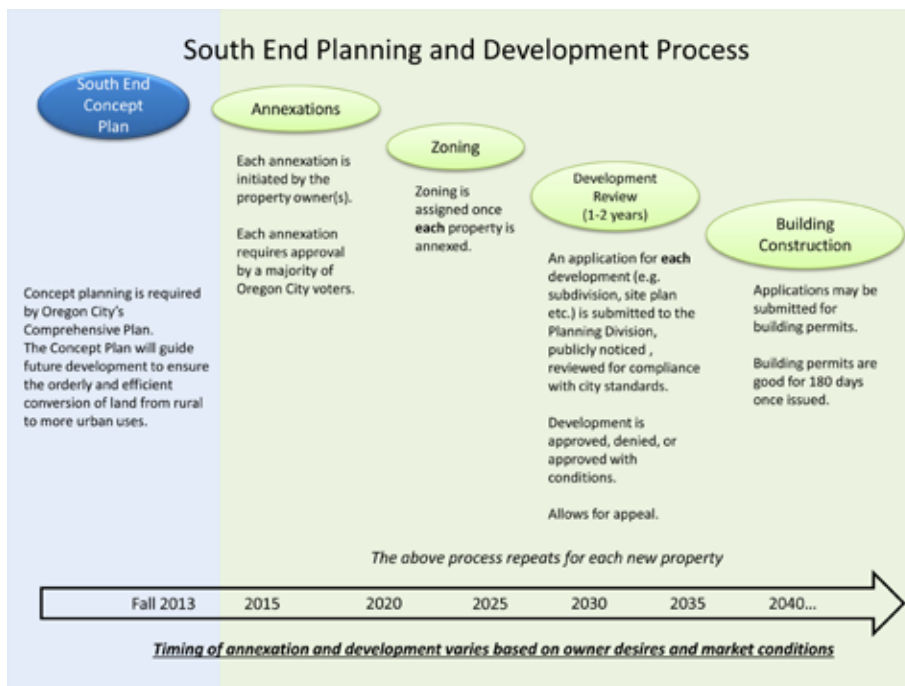 South End Planning and Development Process
South End
Concept
Plan
Concept planning is required
by Oregon City's
Comprehensive Plan.
The Concept Plan will guide
future development to ensure
the orderly and efficient
conversion of land from rural
to more urban uses.
Annexations
Each annexation is
initiated by the
property owner(s).
Each annexation
requires approval
by a majority of
Oregon City voters.
Zoning
Zoning is
assigned once
each property is
annexed.
Development
Review
(1-2 years)
An application for each
development (e.g.
subdivision, site plan
etc.) is submitted to the
Planning Division,
publicly noticed ,
reviewed for compliance
with city standards.
Development is
approved, denied, or
approved with
conditions.
Allows for appeal.
Building
Construction
Applications may be
submitted for
building permits.
Building permits are
good for 180 days
once issued.
The above process repeats for each new property
Fall 2013 2015 2020 2025 2030 2035 2040...
Timing of annexation and development varies based on owner desires and market conditions